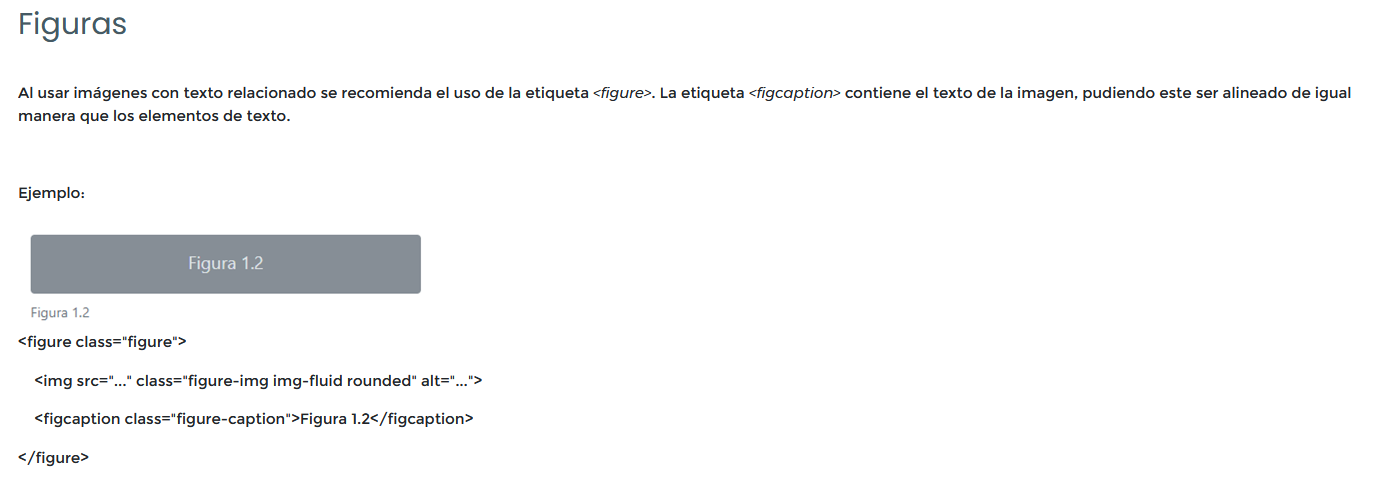 Figuras
Al usar imágenes con texto relacionado se recomienda el uso de la etiqueta <figure>. La etiqueta <figcaption> contiene el texto de la imagen, pudiendo este ser alineado de igual
manera que los elementos de texto.
Ejemplo:
Figura 1.2
Figura 1.2
<figure class="figure">
<img src="..." class="figure-img img-fluid rounded" alt="...">
<figcaption class="figure-caption">Figura 1.2</figcaption>
</figure>